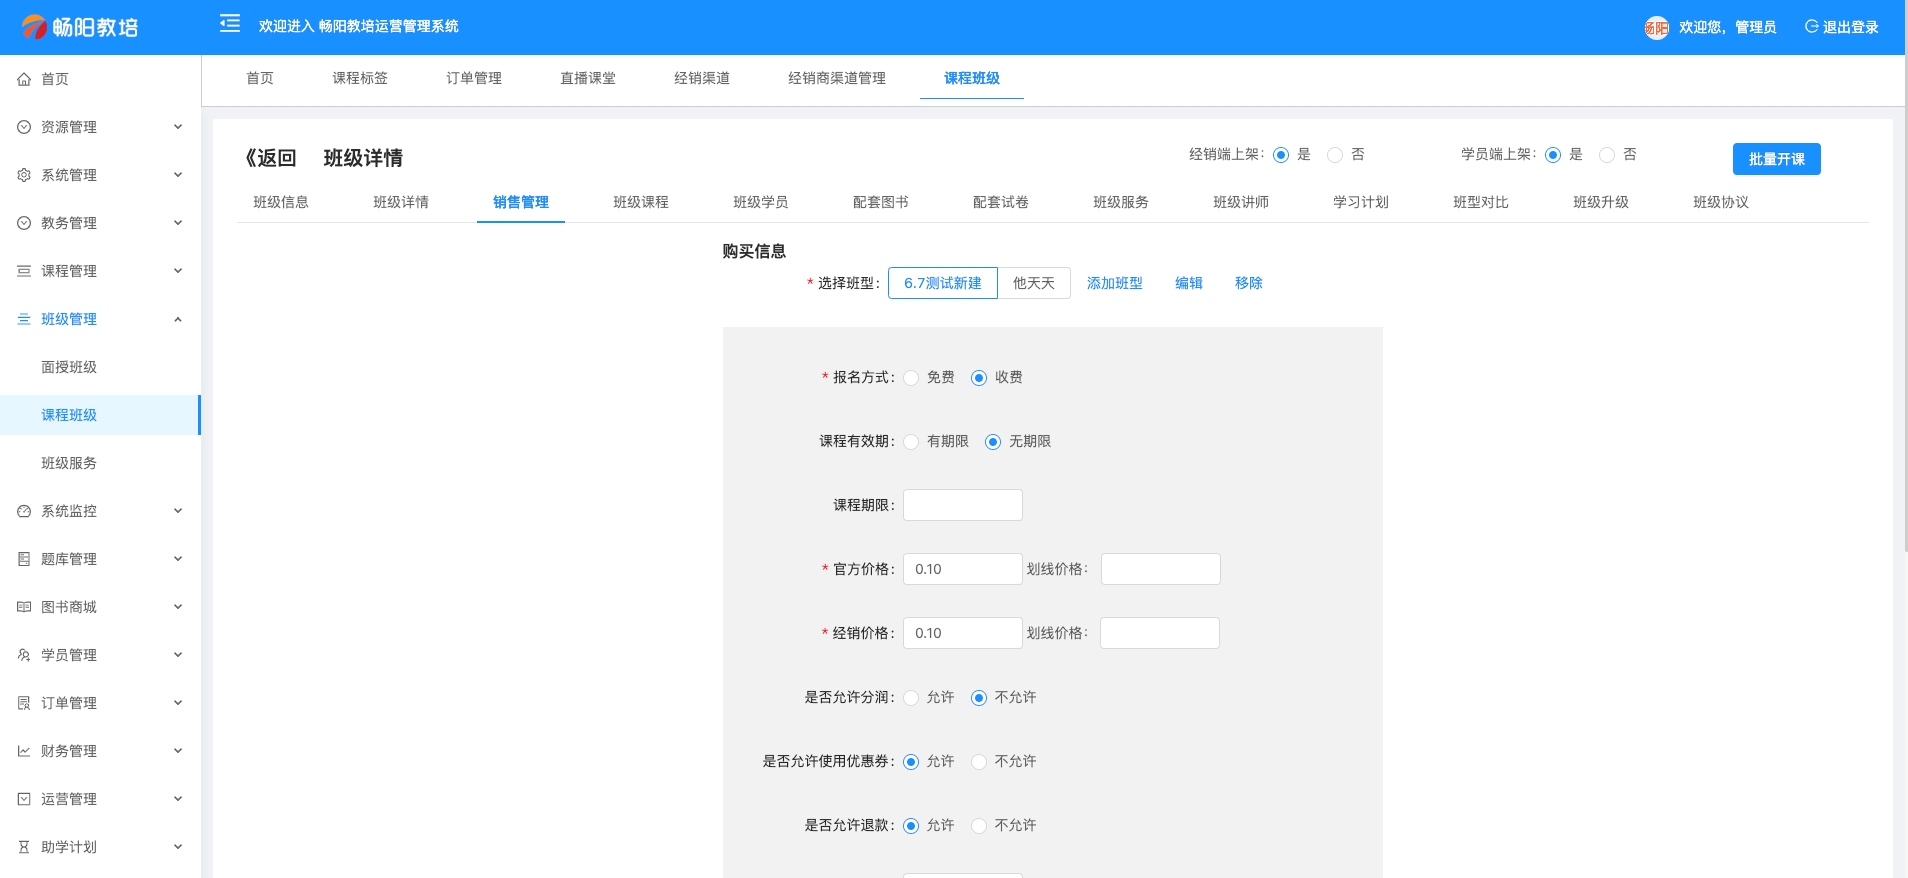 畅阳教培
欢迎进入 畅阳教培运营管理系统
畅阳 欢迎您，管理员 退出登录
首页
资源管理
系统管理
教务管理
课程管理
班级管理
面授班级
课程班级
班级服务
系统监控
题库管理
图书商城
学员管理
订单管理
财务管理
运营管理
助学计划
首页 课程标签 订单管理 直播课堂 经销渠道 经销商渠道管理 课程班级
《返回 班级详情
经销端上架： 是 否 学员端上架： 是 否 批量开课
班级信息 班级详情 销售管理 班级课程 班级学员 配套图书 配套试卷 班级服务 班级讲师 学习计划 班型对比 班级升级 班级协议
购买信息
* 选择班型： 6.7测试新建 他天天 添加班型 编辑 移除
* 报名方式： 免费 收费
课程有效期： 有期限 无期限
课程期限：
* 官方价格： 0.10 划线价格：
* 经销价格： 0.10 划线价格：
是否允许分润： 允许 不允许
是否允许使用优惠券： 允许 不允许
是否允许退款： 允许 不允许